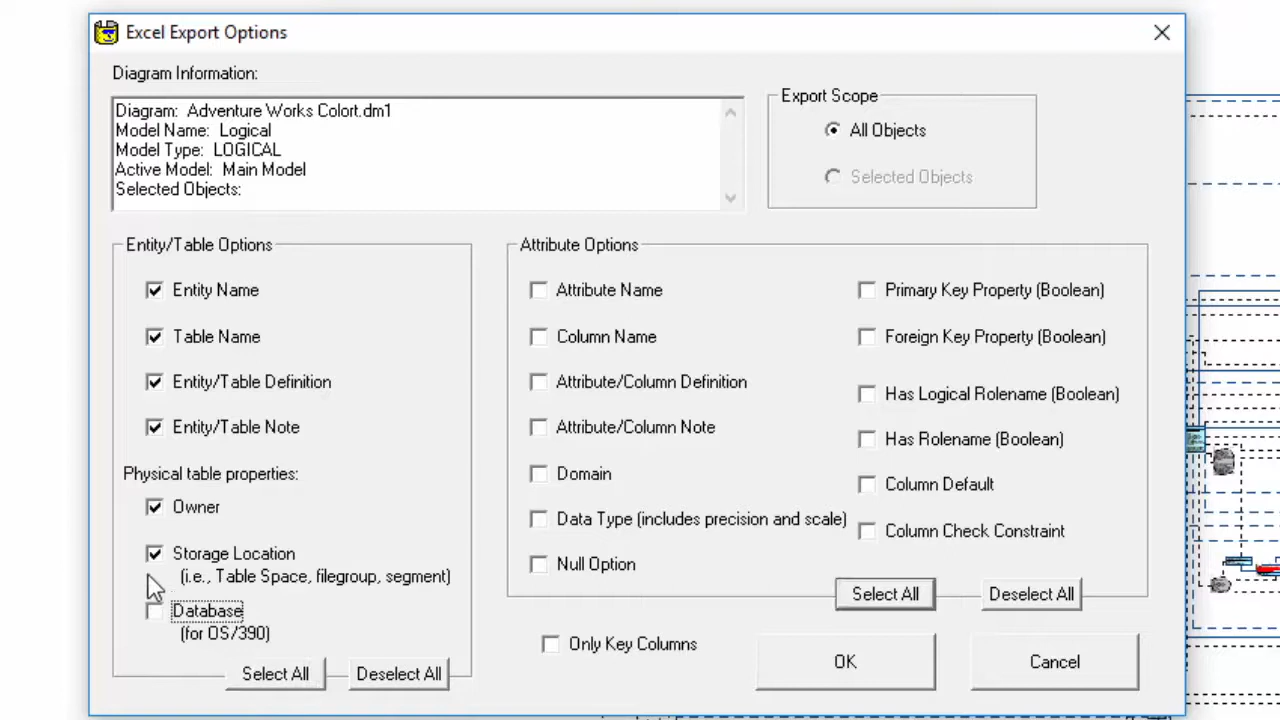 Excel Export Options
Diagram Information:
Diagram:  Adventure Works Colort.dm1
Model Name:  Logical
Model Type:  LOGICAL
Active Model:  Main Model
Selected Objects:
Export Scope
All Objects
Selected Objects
Entity/Table Options
Entity Name
Table Name
Entity/Table Definition
Entity/Table Note
Physical table properties:
Owner
Storage Location
(i.e., Table Space, filegroup, segment)
Database
(for OS/390)
Select All
Deselect All
Attribute Options
Attribute Name
Column Name
Attribute/Column Definition
Attribute/Column Note
Domain
Data Type (includes precision and scale)
Null Option
Primary Key Property (Boolean)
Foreign Key Property (Boolean)
Has Logical Rolename (Boolean)
Has Rolename (Boolean)
Column Default
Column Check Constraint
Select All
Deselect All
Only Key Columns
OK
Cancel